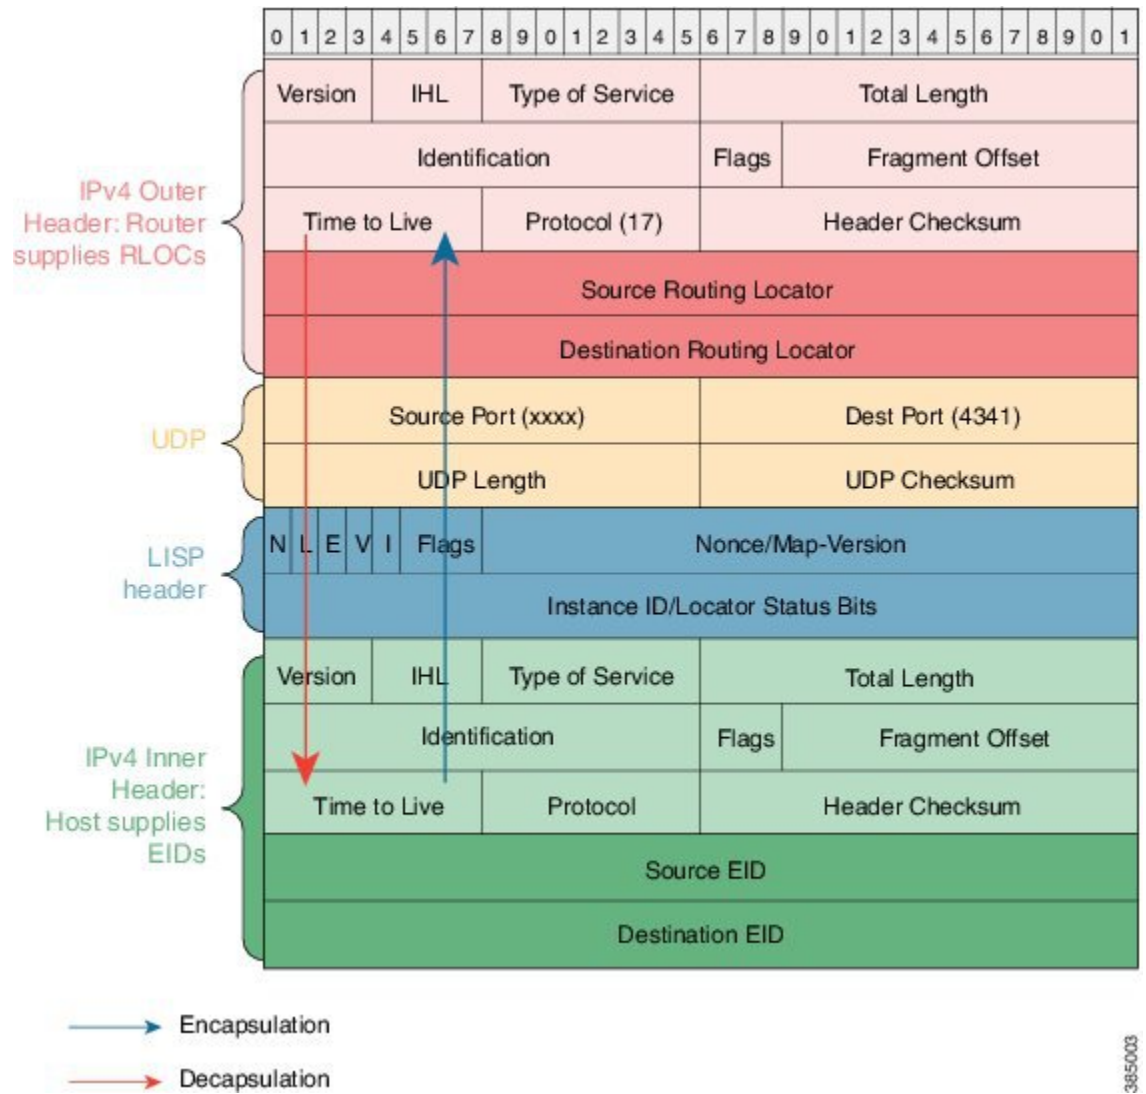 0 1 2 3 4 5 6 7 8 9 0 1 2 3 4 5 6 7 8 9 0 1 2 3 4 5 6 7 8 9 0 1
Version IHL Type of Service Total Length
Identification Flags Fragment Offset
IPv4 Outer
Header: Router
supplies RLOCs
Time to Live Protocol (17) Header Checksum
Source Routing Locator
Destination Routing Locator
UDP
Source Port (xxxx) Dest Port (4341)
UDP Length UDP Checksum
LISP
header
N L E V I Flags Nonce/Map-Version
Instance ID/Locator Status Bits
Version IHL Type of Service Total Length
Identification Flags Fragment Offset
IPv4 Inner
Header:
Host supplies
EIDs
Time to Live Protocol Header Checksum
Source EID
Destination EID
Encapsulation
Decapsulation
385003